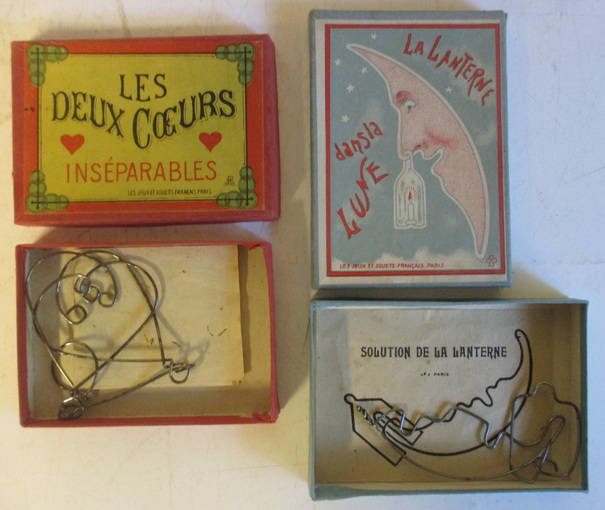 LES
DEUX CŒURS
INSÉPARABLES
LES JEUX ET JOUETS FRANÇAIS PARIS
LA LANTERNE
dans la
LUNE
LES JEUX ET JOUETS FRANÇAIS PARIS
SOLUTION DE LA LANTERNE
JFJ PARIS